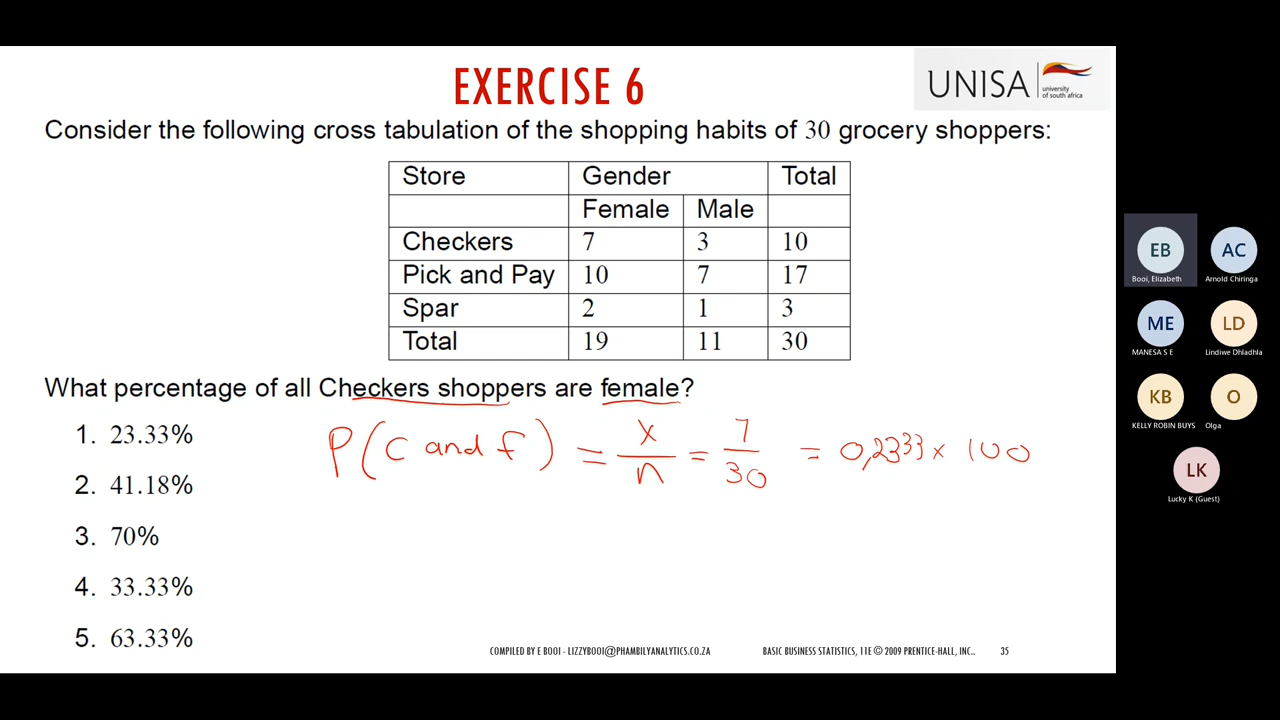 EXERCISE 6
UNISA
university
of south africa
Consider the following cross tabulation of the shopping habits of 30 grocery shoppers:
Store Gender Total
Female Male
Checkers 7 3 10
Pick and Pay 10 7 17
Spar 2 1 3
Total 19 11 30
What percentage of all Checkers shoppers are female?
1. 23.33%
2. 41.18%
3. 70%
4. 33.33%
5. 63.33%
P(C and F) = x/n = 7/30 = 0,2333 × 100
COMPILED BY E BOOI - LIZZYBOOI@PHAMBILYANALYTICS.CO.ZA
BASIC BUSINESS STATISTICS, 11E © 2009 PRENTICE-HALL, INC..
35
EB
Booi, Elizabeth
AC
Arnold Chiringa
ME
MANESA S E
LD
Lindiwe Dhladhla
KB
KELLY ROBIN BUYS
O
Olga
LK
Lucky K (Guest)